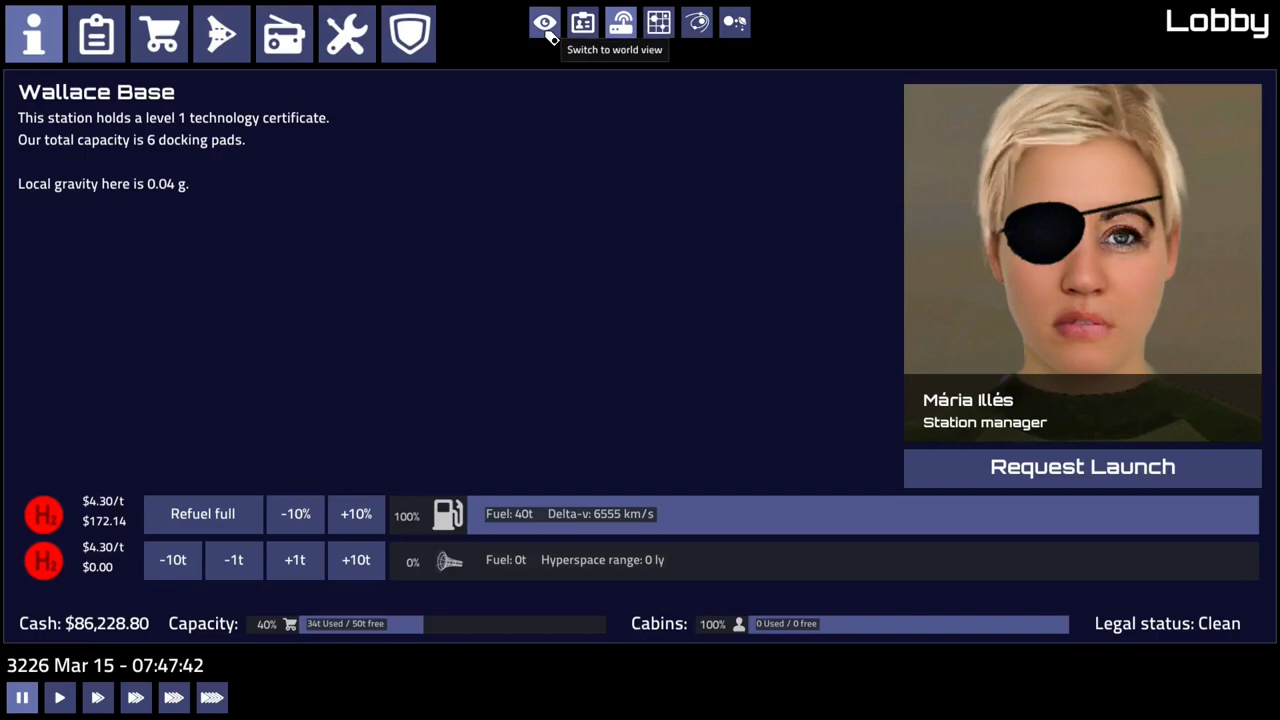 Lobby
Switch to world view
Wallace Base
This station holds a level 1 technology certificate.
Our total capacity is 6 docking pads.
Local gravity here is 0.04 g.
Mária Illés
Station manager
Request Launch
H₂
$4.30/t
$172.14
Refuel full
-10%
+10%
100%
Fuel: 40t Delta-v: 6555 km/s
H₂
$4.30/t
$0.00
-10t
-1t
+1t
+10t
0%
Fuel: 0t Hyperspace range: 0 ly
Cash: $86,228.80
Capacity:
40%
34t Used / 50t free
Cabins:
100%
0 Used / 0 free
Legal status: Clean
3226 Mar 15 - 07:47:42